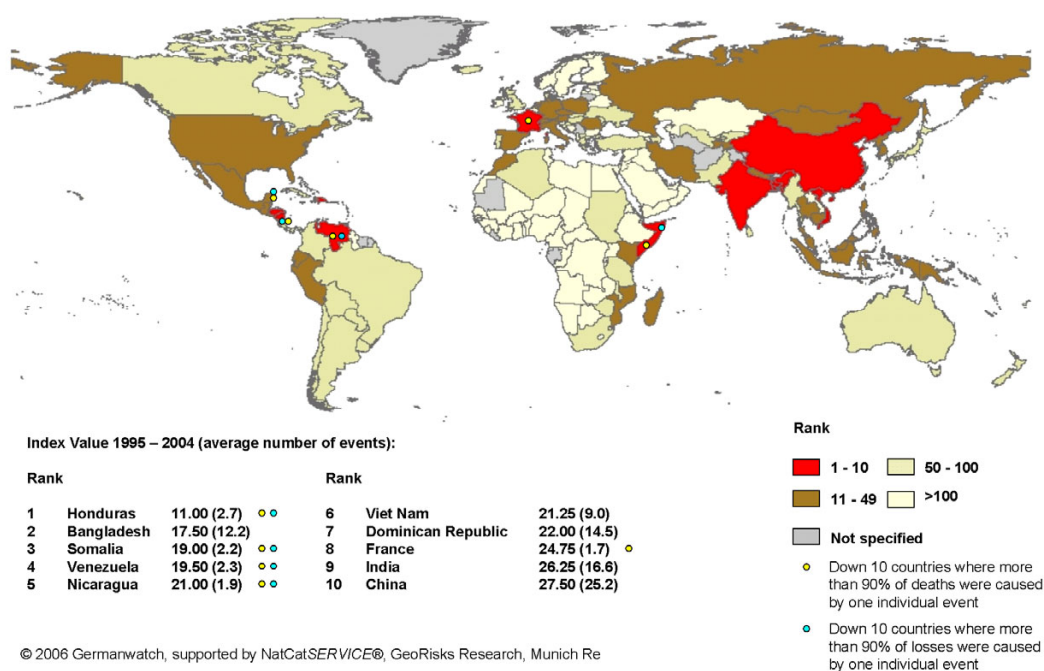 Index Value 1995 – 2004 (average number of events):
Rank
1 Honduras 11.00 (2.7)
2 Bangladesh 17.50 (12.2)
3 Somalia 19.00 (2.2)
4 Venezuela 19.50 (2.3)
5 Nicaragua 21.00 (1.9)
Rank
6 Viet Nam 21.25 (9.0)
7 Dominican Republic 22.00 (14.5)
8 France 24.75 (1.7)
9 India 26.25 (16.6)
10 China 27.50 (25.2)
Rank
1 - 10
50 - 100
11 - 49
>100
Not specified
Down 10 countries where more
than 90% of deaths were caused
by one individual event
Down 10 countries where more
than 90% of losses were caused
by one individual event
© 2006 Germanwatch, supported by NatCatSERVICE®, GeoRisks Research, Munich Re